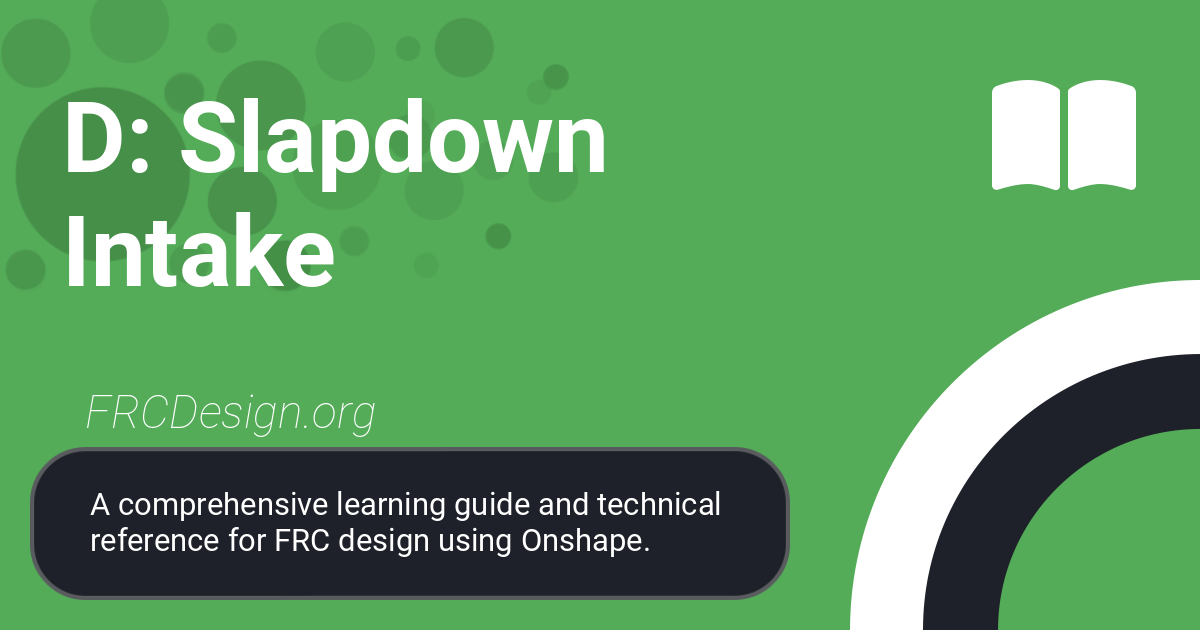 D: Slapdown
Intake
FRCDesign.org
A comprehensive learning guide and technical
reference for FRC design using Onshape.